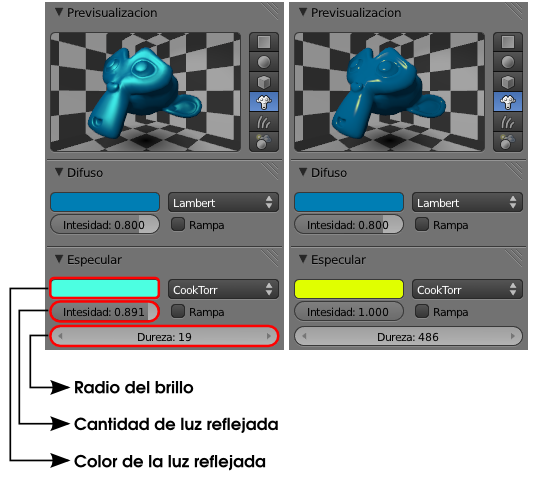 Previsualizacion
Difuso
Lambert
Intesidad: 0.800
Rampa
Especular
CookTorr
Intesidad: 0.891
Rampa
Dureza: 19
Previsualizacion
Difuso
Lambert
Intesidad: 0.800
Rampa
Especular
CookTorr
Intesidad: 1.000
Rampa
Dureza: 486
Radio del brillo
Cantidad de luz reflejada
Color de la luz reflejada